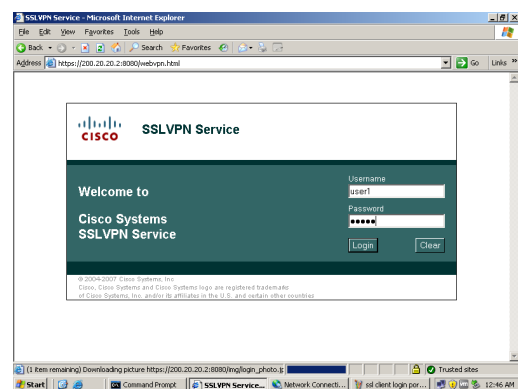 SSLVPN Service - Microsoft Internet Explorer
File Edit View Favorites Tools Help
Back Search Favorites
Address https://200.20.20.2:8080/webvpn.html Go Links »
CISCO
SSLVPN Service
Welcome to
Cisco Systems
SSLVPN Service
Username
user1
Password
Login Clear
© 2004-2007 Cisco Systems, Inc
Cisco, Cisco Systems and Cisco Systems logo are registered trademarks
of Cisco Systems, Inc. and/or its affiliates in the U.S. and certain other countries
(1 item remaining) Downloading picture https://200.20.20.2:8080/img/login_photo.j Trusted sites
Start Command Prompt SSLVPN Service... Network Connecti... ssl client login por... 12:46 AM